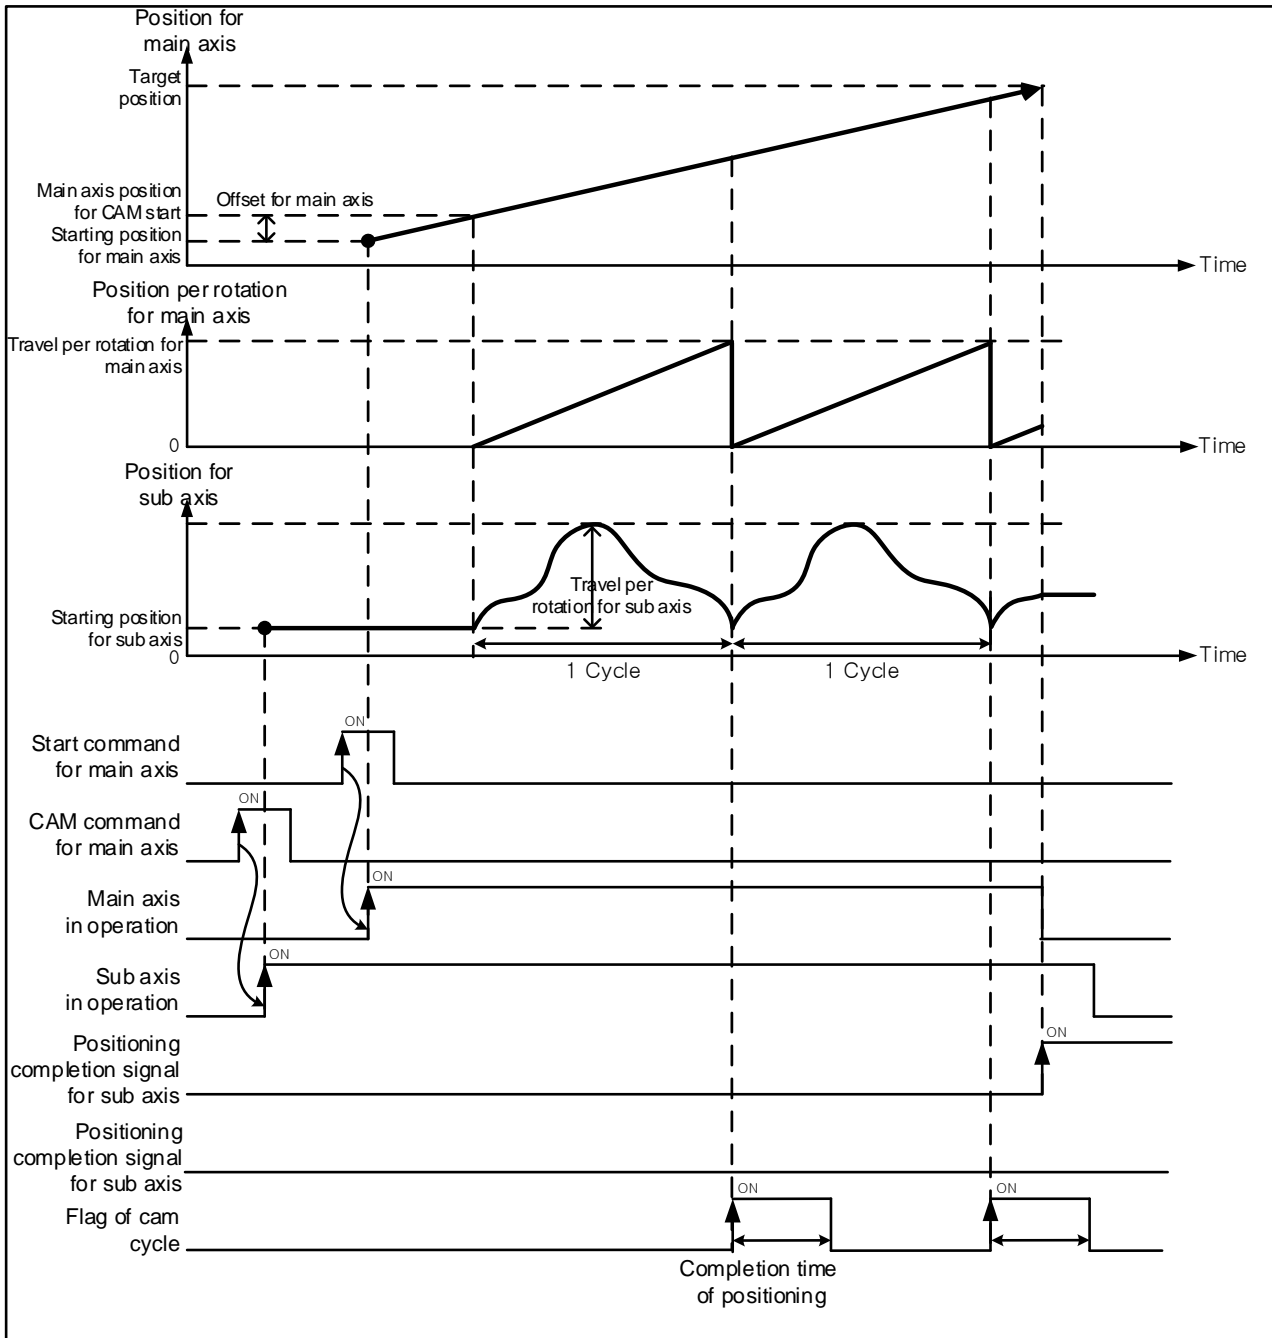 Position for
main axis
Target
position
Main axis position
for CAM start
Offset for main axis
Starting position
for main axis
Time
Position per rotation
for main axis
Travel per rotation for
main axis
0
Time
Position for
sub axis
Travel per
rotation for sub axis
Starting position
for sub axis
0
Time
1 Cycle
1 Cycle
ON
Start command
for main axis
ON
CAM command
for main axis
ON
Main axis
in operation
ON
Sub axis
in operation
ON
Positioning
completion signal
for sub axis
Positioning
completion signal
for sub axis
ON
ON
Flag of cam
cycle
Completion time
of positioning